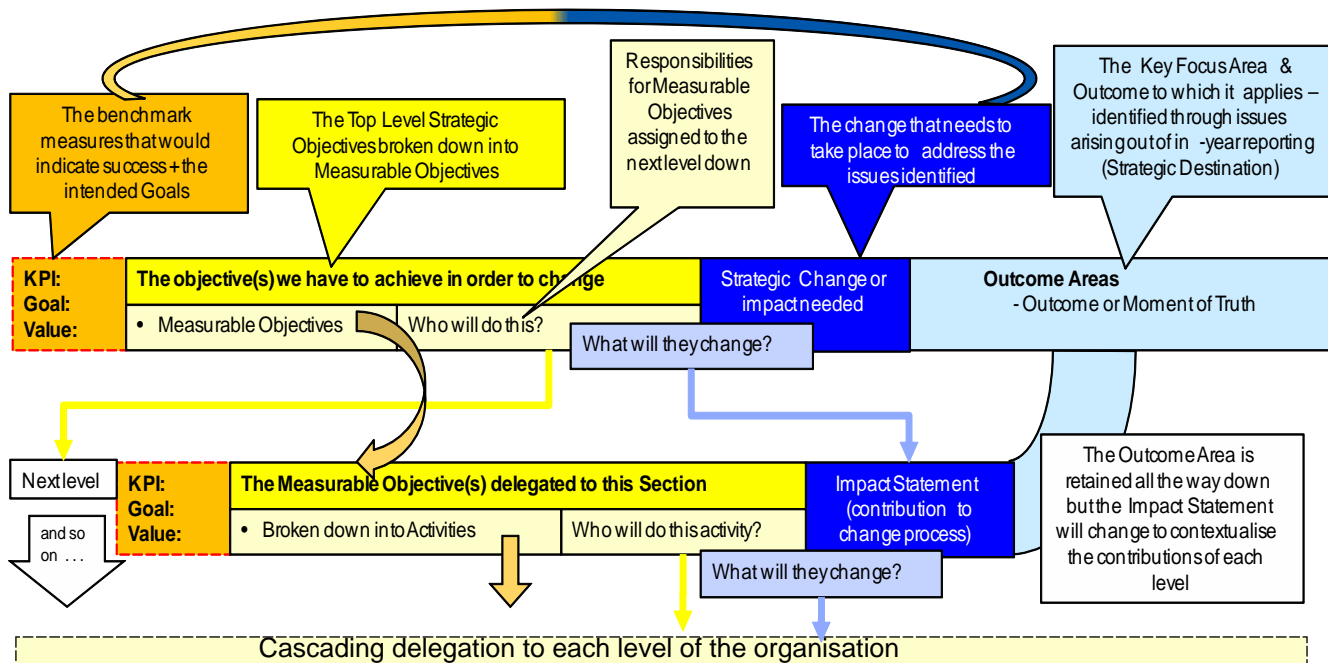 The benchmark
measures that would
indicate success + the
intended Goals
The Top Level Strategic
Objectives broken down into
Measurable Objectives
Responsibilities
for Measurable
Objectives
assigned to the
next level down
The change that needs to
take place to address the
issues identified
The Key Focus Area &
Outcome to which it applies –
identified through issues
arising out of in -year reporting
(Strategic Destination)
KPI:
Goal:
Value:
The objective(s) we have to achieve in order to change
• Measurable Objectives
Who will do this?
What will they change?
Strategic Change or
impact needed
Outcome Areas
- Outcome or Moment of Truth
Next level
and so
on . . .
KPI:
Goal:
Value:
The Measurable Objective(s) delegated to this Section
• Broken down into Activities
Who will do this activity?
What will they change?
Impact Statement
(contribution to
change process)
The Outcome Area is
retained all the way down
but the Impact Statement
will change to contextualise
the contributions of each
level
Cascading delegation to each level of the organisation